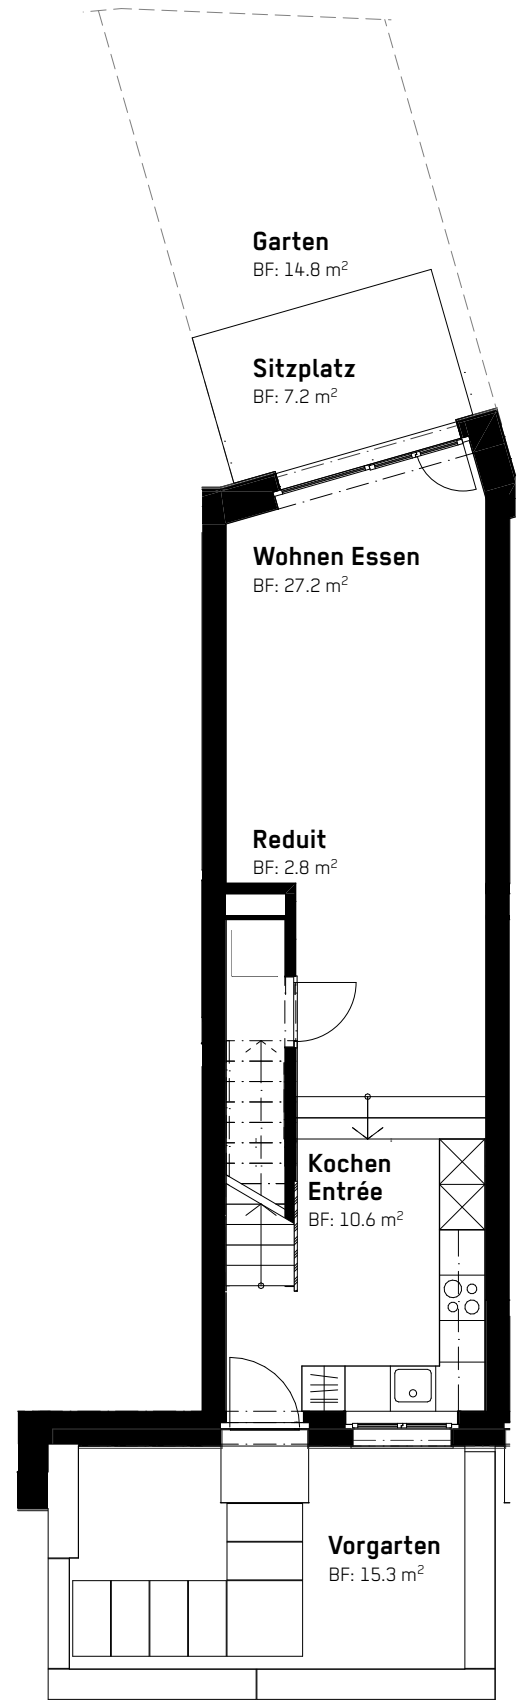 Garten
BF: 14.8 m²
Sitzplatz
BF: 7.2 m²
Wohnen Essen
BF: 27.2 m²
Reduit
BF: 2.8 m²
Kochen
Entrée
BF: 10.6 m²
Vorgarten
BF: 15.3 m²